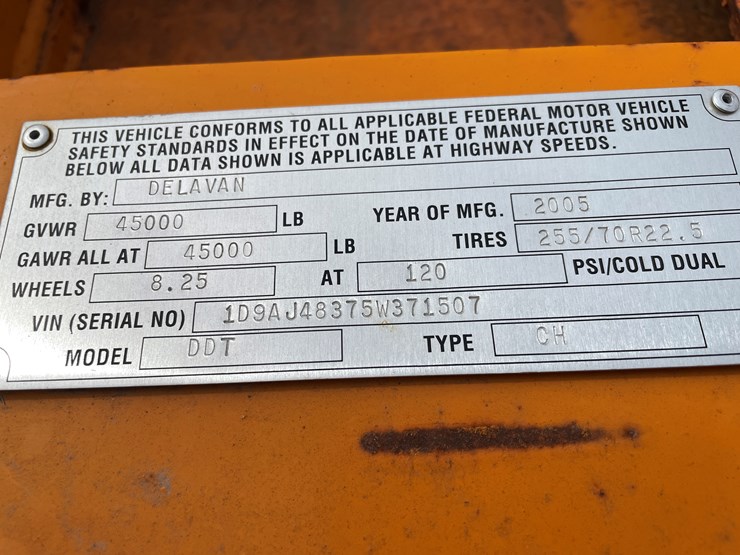 THIS VEHICLE CONFORMS TO ALL APPLICABLE FEDERAL MOTOR VEHICLE
SAFETY STANDARDS IN EFFECT ON THE DATE OF MANUFACTURE SHOWN
BELOW ALL DATA SHOWN IS APPLICABLE AT HIGHWAY SPEEDS.
MFG. BY: DELAVAN
GVWR 45000 LB YEAR OF MFG. 2005
GAWR ALL AT 45000 LB TIRES 255/70R22.5
WHEELS 8.25 AT 120 PSI/COLD DUAL
VIN (SERIAL NO) 1D9AJ48375W371507
MODEL DDT TYPE CH